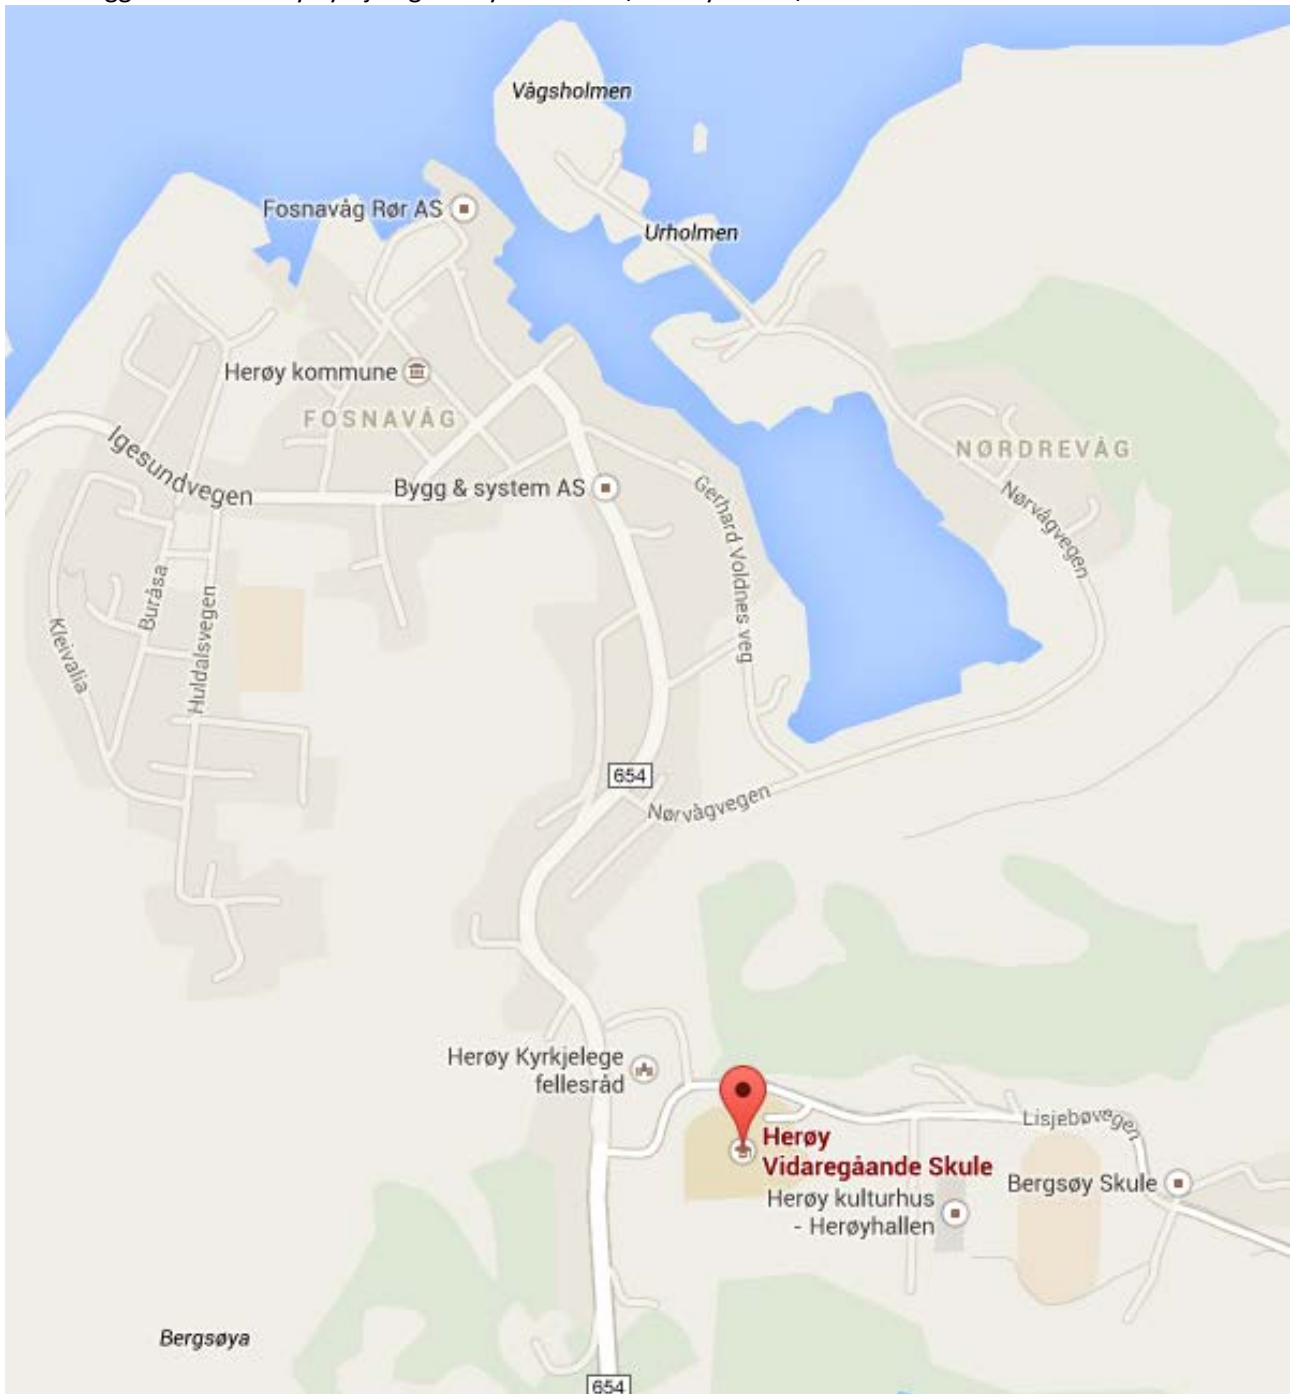 Vågsholmen
Fosnavåg Rør AS
Urholmen
Herøy kommune
FOSNAVÅG
NØRDREVÅG
Igesundvegen
Bygg & system AS
Gerhard Voldnes veg
Nørvågvegen
Buråsa
Huldalsvegen
Kleivalia
654
Nørvågvegen
Herøy Kyrkjelege
fellesråd
Lisjebøvegen
Herøy
Vidaregåande Skule
Bergsøy Skule
Herøy kulturhus
- Herøyhallen
Bergsøya
654